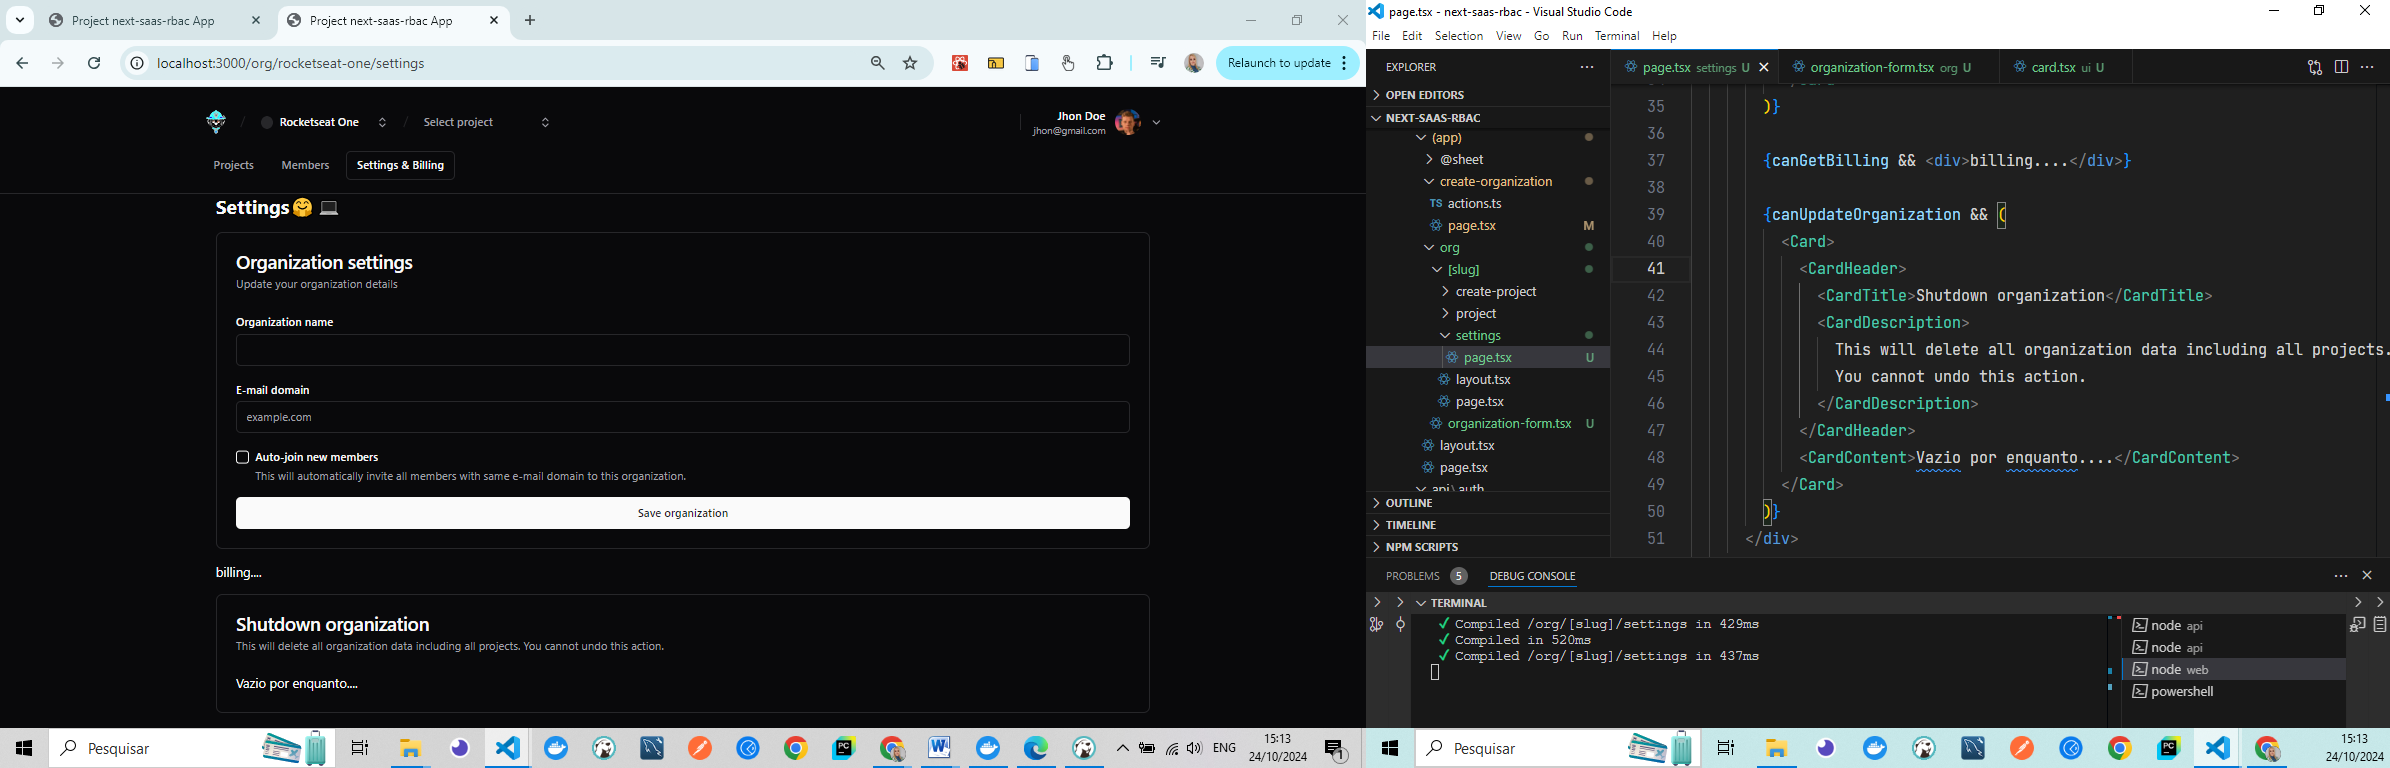 Project next-saas-rbac App
Project next-saas-rbac App
localhost:3000/org/rocketseat-one/settings
Relaunch to update
/ Rocketseat One / Select project
Jhon Doe
jhon@gmail.com
Projects Members Settings & Billing
Settings🤗 💻
Organization settings
Update your organization details
Organization name
E-mail domain
example.com
Auto-join new members
This will automatically invite all members with same e-mail domain to this organization.
Save organization
billing....
Shutdown organization
This will delete all organization data including all projects. You cannot undo this action.
Vazio por enquanto....
Pesquisar
ENG
15:13
24/10/2024
1
page.tsx - next-saas-rbac - Visual Studio Code
File Edit Selection View Go Run Terminal Help
EXPLORER
OPEN EDITORS
NEXT-SAAS-RBAC
(app)
@sheet
create-organization
TS actions.ts
page.tsx M
org
[slug]
create-project
project
settings
page.tsx U
layout.tsx
page.tsx
organization-form.tsx U
layout.tsx
page.tsx
api\auth
OUTLINE
TIMELINE
NPM SCRIPTS
page.tsx settings U
organization-form.tsx org U
card.tsx ui U
35 )}
36
37 {canGetBilling && <div>billing....</div>}
38
39 {canUpdateOrganization && (
40 <Card>
41 <CardHeader>
42 <CardTitle>Shutdown organization</CardTitle>
43 <CardDescription>
44 This will delete all organization data including all projects.
45 You cannot undo this action.
46 </CardDescription>
47 </CardHeader>
48 <CardContent>Vazio por enquanto....</CardContent>
49 </Card>
50 )}
51 </div>
PROBLEMS 5 DEBUG CONSOLE
TERMINAL
✓ Compiled /org/[slug]/settings in 429ms
✓ Compiled in 520ms
✓ Compiled /org/[slug]/settings in 437ms
node api
node api
node web
powershell
Pesquisar
15:13
24/10/2024